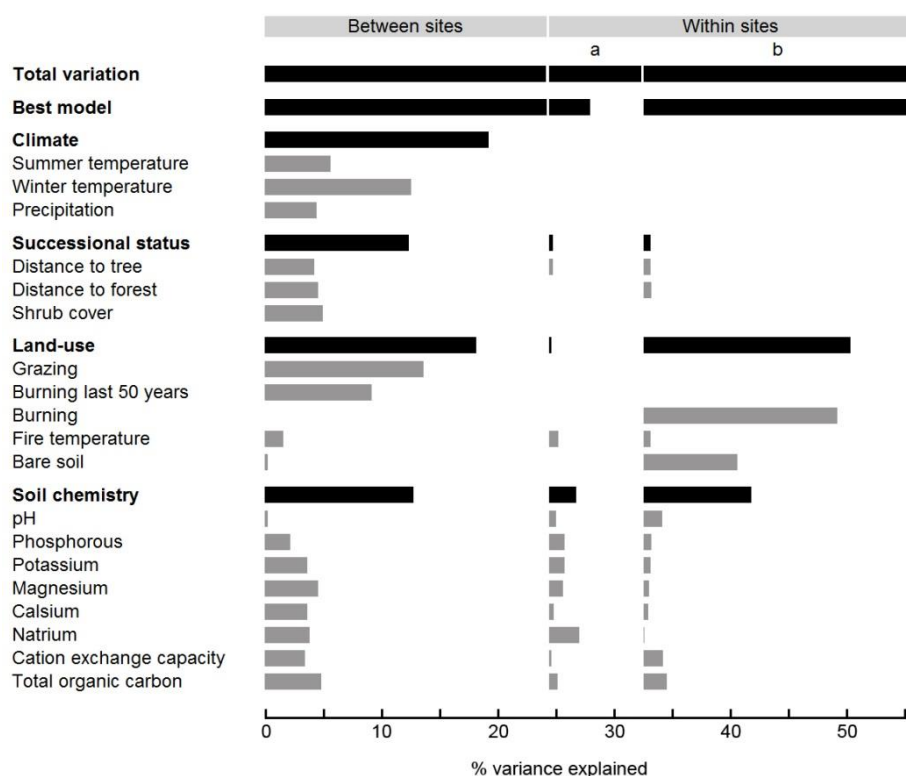 Between sites Within sites
a b
Total variation
Best model
Climate
Summer temperature
Winter temperature
Precipitation
Successional status
Distance to tree
Distance to forest
Shrub cover
Land-use
Grazing
Burning last 50 years
Burning
Fire temperature
Bare soil
Soil chemistry
pH
Phosphorous
Potassium
Magnesium
Calsium
Natrium
Cation exchange capacity
Total organic carbon
0 10 20 30 40 50
% variance explained